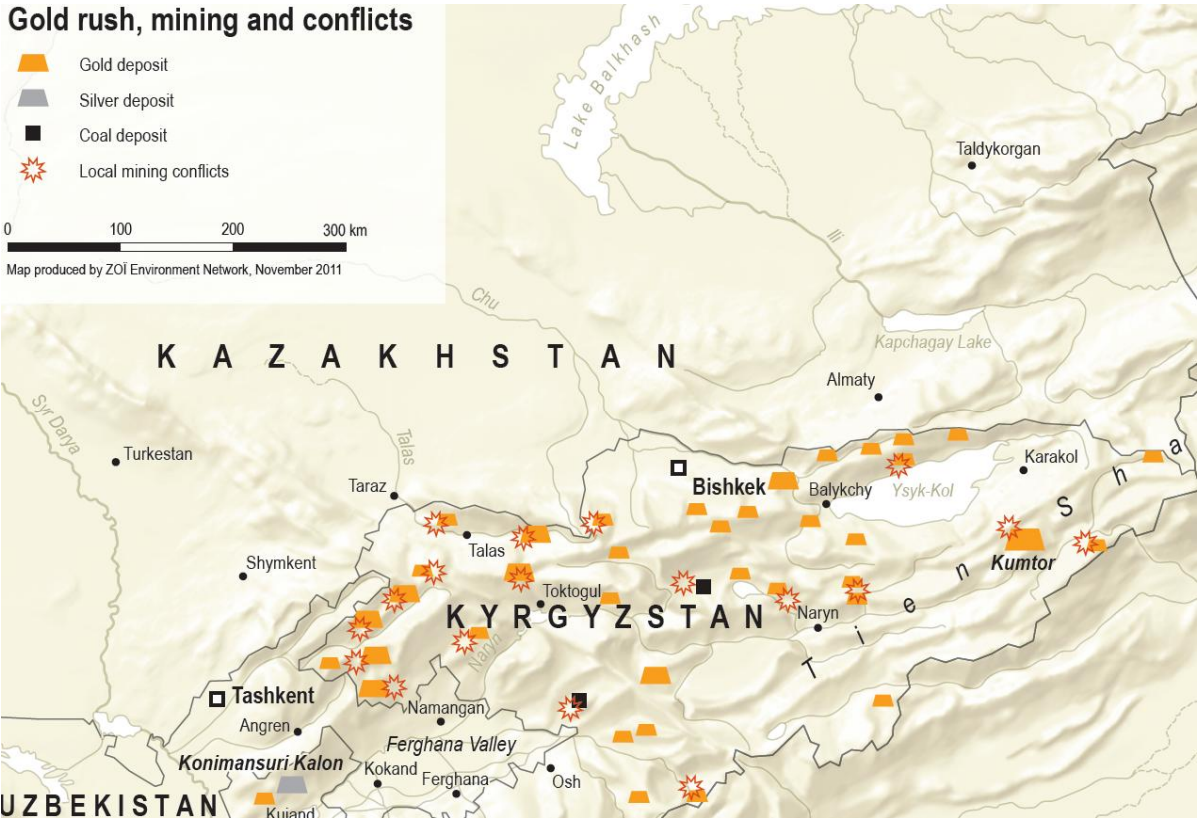 Gold rush, mining and conflicts
Gold deposit
Silver deposit
Coal deposit
Local mining conflicts
0 100 200 300 km
Map produced by ZOÏ Environment Network, November 2011
Lake Balkhash
Taldykorgan
Ili
Chu
Kapchagay Lake
KAZAKHSTAN
Almaty
Syr Darya
Talas
Turkestan
Karakol
Bishkek
Balykchy
Ysyk-Kol
Taraz
Tien Sha
Talas
Kumtor
Shymkent
Toktogul
KYRGYZSTAN
Naryn
Naryn
Tashkent
Namangan
Angren
Ferghana Valley
Konimansuri Kalon
Kokand
Ferghana
Osh
UZBEKISTAN
Kujand